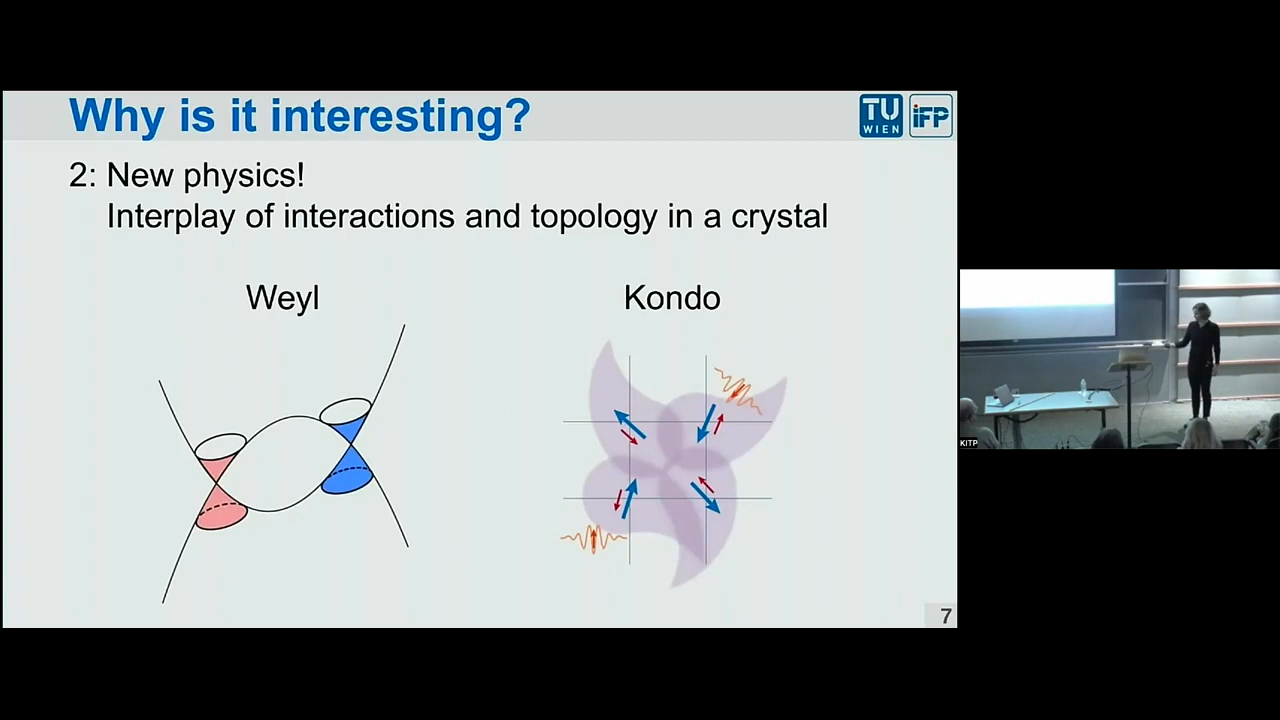 Why is it interesting?
TU
WIEN
iFP
2: New physics!
Interplay of interactions and topology in a crystal
Weyl
Kondo
7
KITP